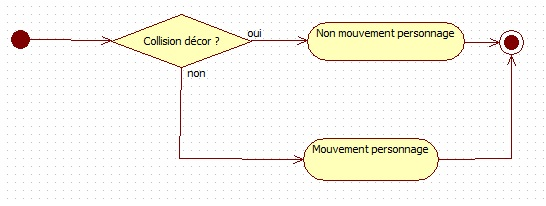 Collision décor ?
oui
Non mouvement personnage
non
Mouvement personnage